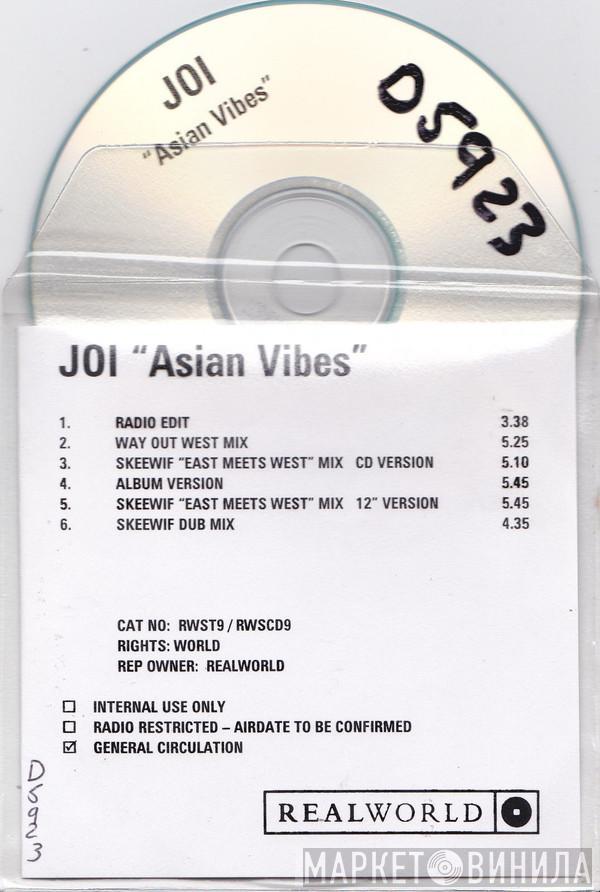 JOI
"Asian Vibes"
D5923
JOI "Asian Vibes"
1. RADIO EDIT 3.38
2. WAY OUT WEST MIX 5.25
3. SKEEWIF "EAST MEETS WEST" MIX CD VERSION 5.10
4. ALBUM VERSION 5.45
5. SKEEWIF "EAST MEETS WEST" MIX 12" VERSION 5.45
6. SKEEWIF DUB MIX 4.35
CAT NO: RWST9 / RWSCD9
RIGHTS: WORLD
REP OWNER: REALWORLD
☐ INTERNAL USE ONLY
☐ RADIO RESTRICTED – AIRDATE TO BE CONFIRMED
☑ GENERAL CIRCULATION
D5923
REALWORLD
МАРКЕТ ВИНИЛА